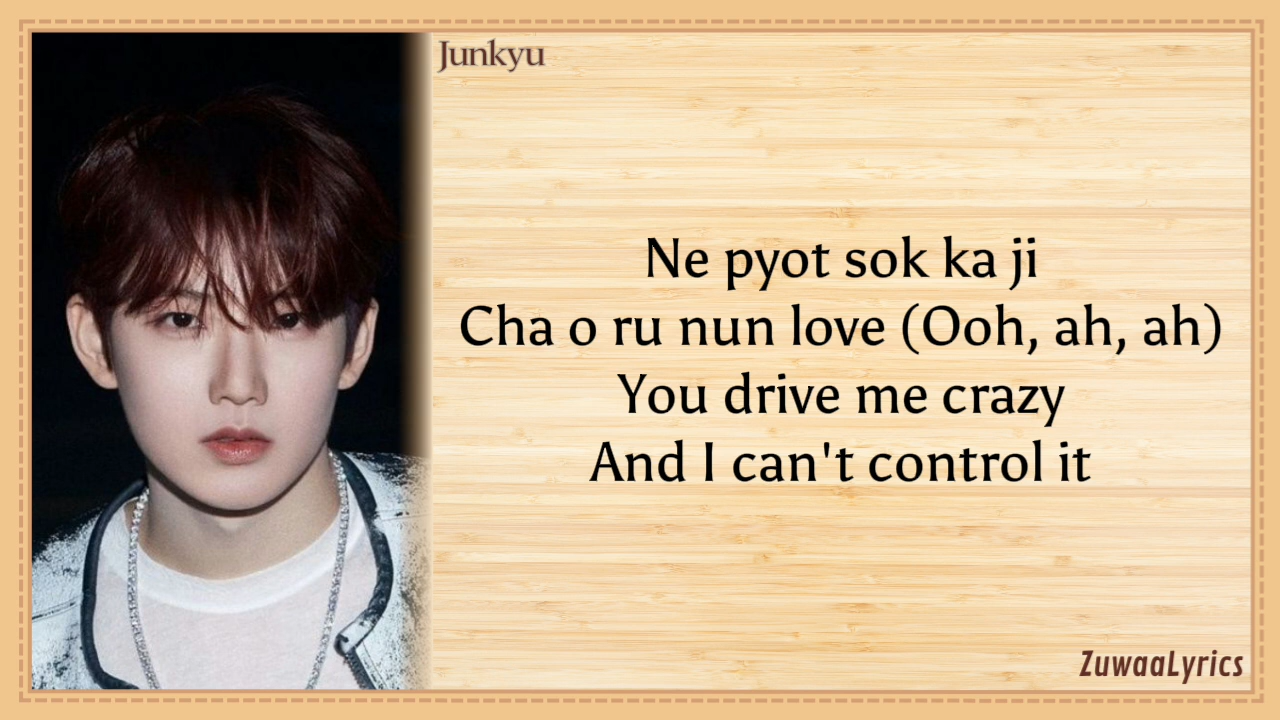 Junkyu
Ne pyot sok ka ji
Cha o ru nun love (Ooh, ah, ah)
You drive me crazy
And I can't control it
ZuwaaLyrics